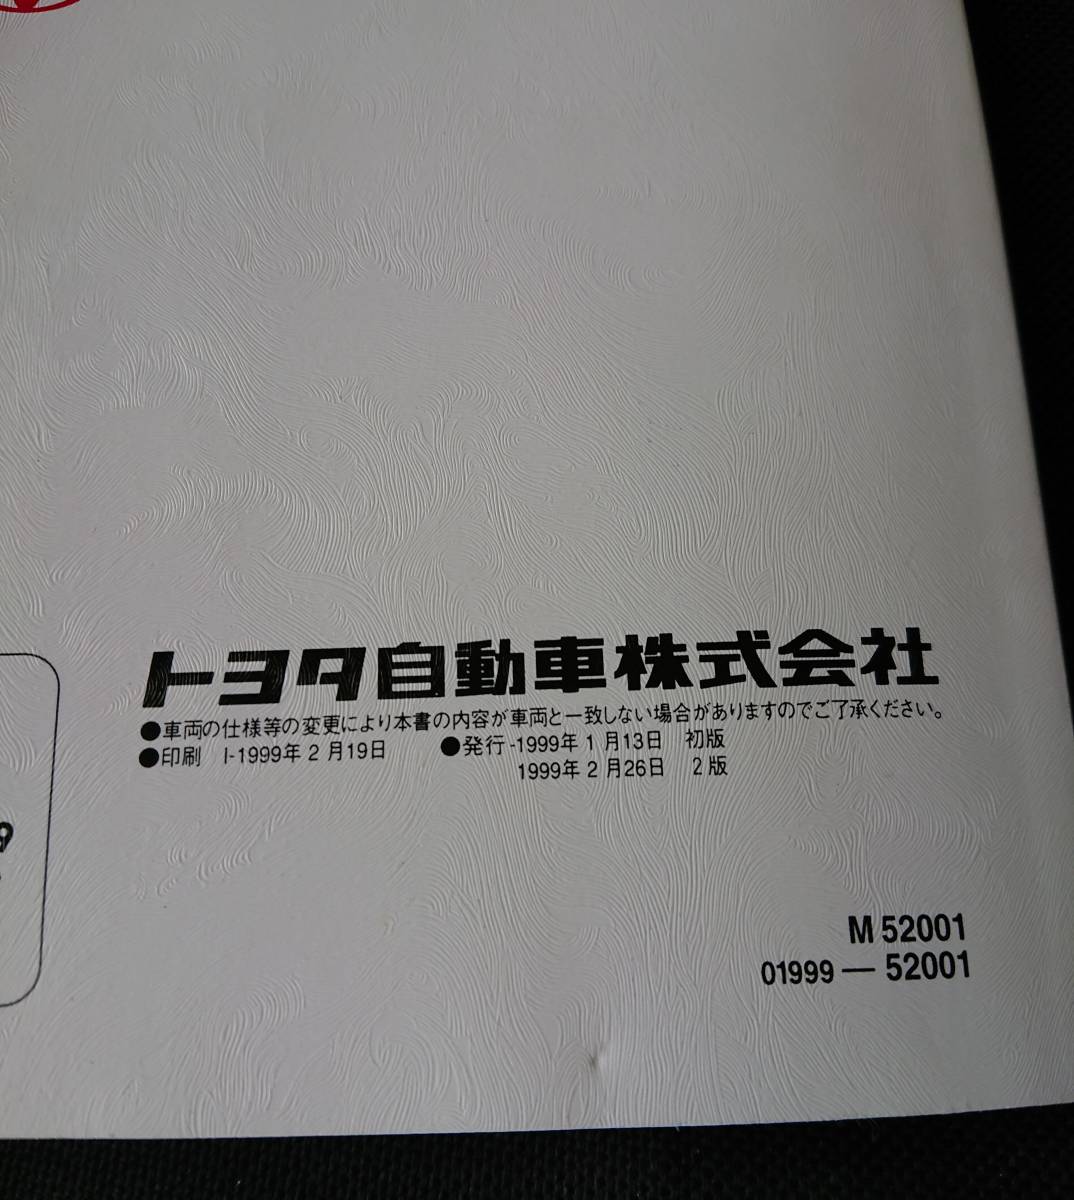 トヨタ自動車株式会社
●車両の仕様等の変更により本書の内容が車両と一致しない場合がありますのでご了承ください。
●印刷 I-1999年2月19日 ●発行-1999年1月13日 初版
1999年2月26日 2版
M 52001
01999 — 52001